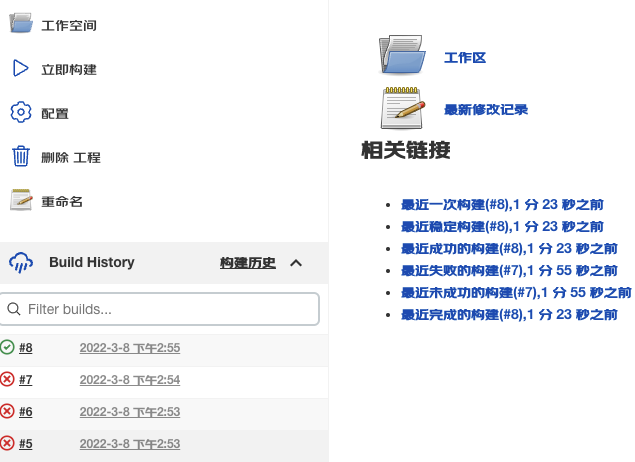 工作空间
立即构建
配置
删除 工程
重命名
Build History 构建历史
Filter builds...
#8 2022-3-8 下午2:55
#7 2022-3-8 下午2:54
#6 2022-3-8 下午2:53
#5 2022-3-8 下午2:53
工作区
最新修改记录
相关链接
最近一次构建(#8),1 分 23 秒之前
最近稳定构建(#8),1 分 23 秒之前
最近成功的构建(#8),1 分 23 秒之前
最近失败的构建(#7),1 分 55 秒之前
最近未成功的构建(#7),1 分 55 秒之前
最近完成的构建(#8),1 分 23 秒之前